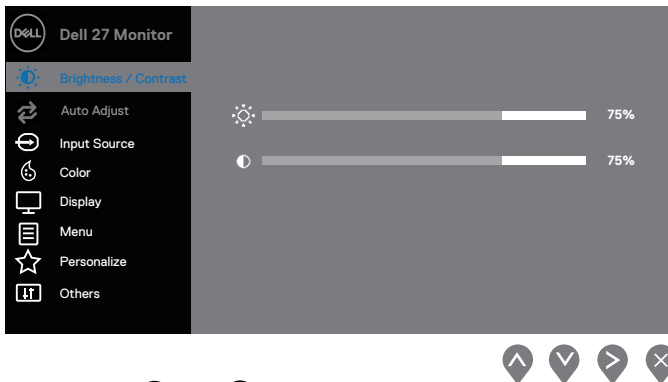 DELL
Dell 27 Monitor
Brightness / Contrast
Auto Adjust
Input Source
Color
Display
Menu
Personalize
Others
75%
75%